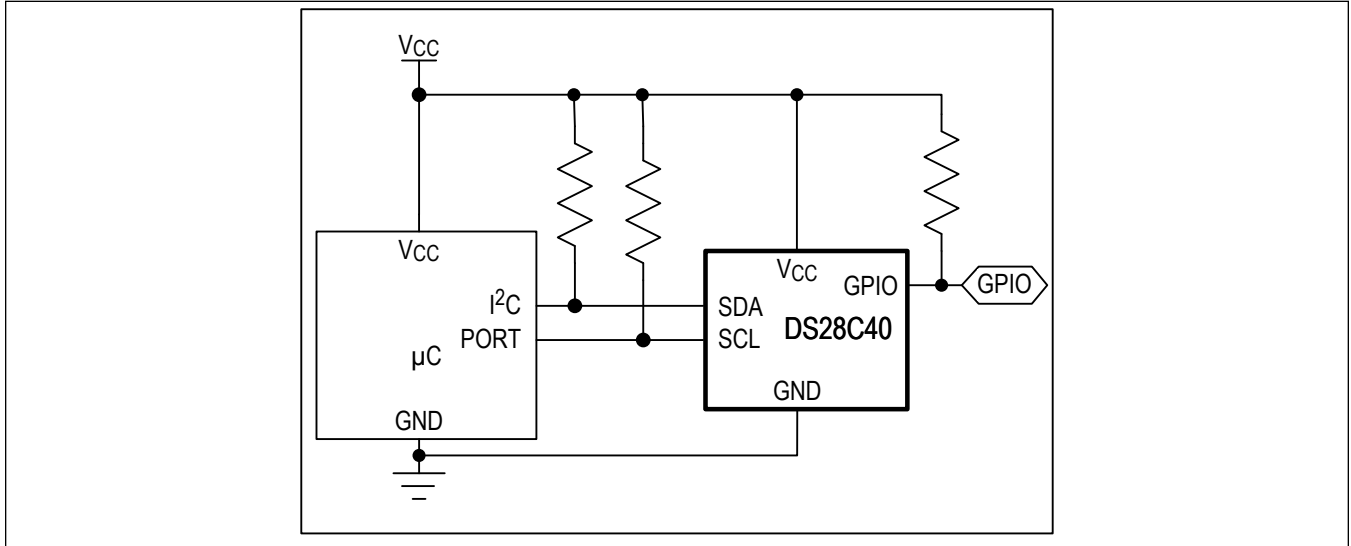 VCC
VCC
I²C
PORT
µC
GND
VCC
GPIO
SDA
DS28C40
SCL
GND
GPIO